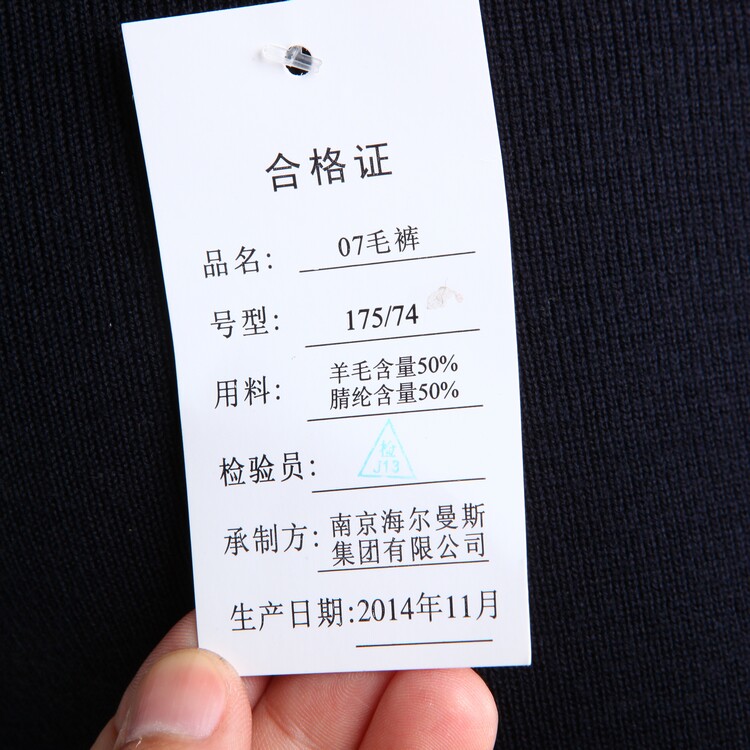 合格证
品名: 07毛裤
号型: 175/74
用料: 羊毛含量50%
腈纶含量50%
检验员: 检
J13
承制方: 南京海尔曼斯
集团有限公司
生产日期:2014年11月